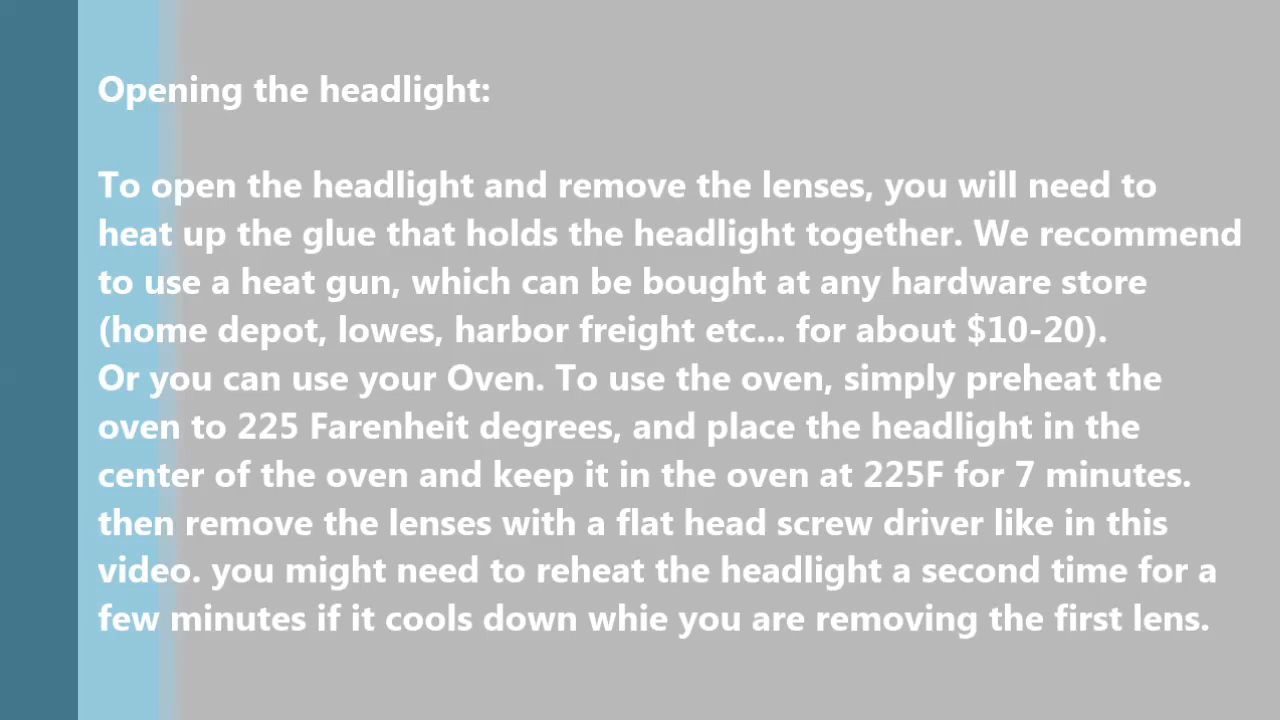 Opening the headlight:
To open the headlight and remove the lenses, you will need to
heat up the glue that holds the headlight together. We recommend
to use a heat gun, which can be bought at any hardware store
(home depot, lowes, harbor freight etc... for about $10-20).
Or you can use your Oven. To use the oven, simply preheat the
oven to 225 Farenheit degrees, and place the headlight in the
center of the oven and keep it in the oven at 225F for 7 minutes.
then remove the lenses with a flat head screw driver like in this
video. you might need to reheat the headlight a second time for a
few minutes if it cools down whie you are removing the first lens.